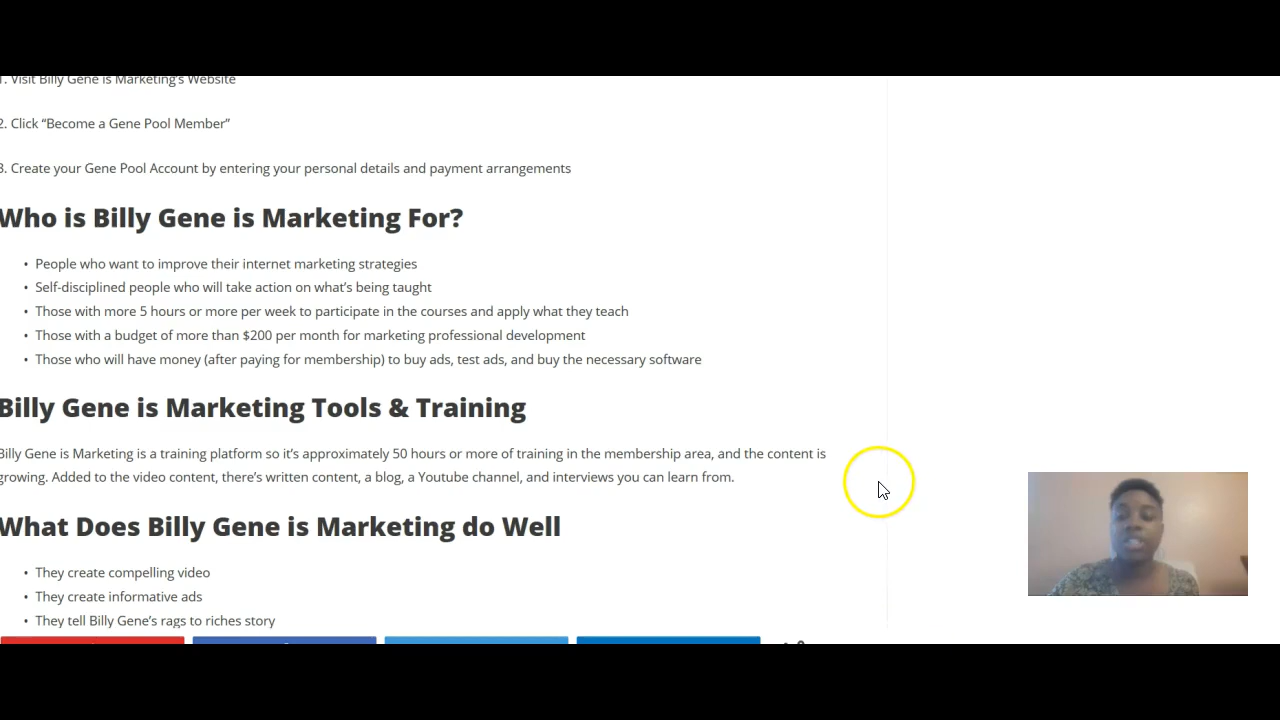 1. Visit Billy Gene is Marketing's Website
2. Click “Become a Gene Pool Member”
3. Create your Gene Pool Account by entering your personal details and payment arrangements
Who is Billy Gene is Marketing For?
• People who want to improve their internet marketing strategies
• Self-disciplined people who will take action on what's being taught
• Those with more 5 hours or more per week to participate in the courses and apply what they teach
• Those with a budget of more than $200 per month for marketing professional development
• Those who will have money (after paying for membership) to buy ads, test ads, and buy the necessary software
Billy Gene is Marketing Tools & Training
Billy Gene is Marketing is a training platform so it's approximately 50 hours or more of training in the membership area, and the content is
growing. Added to the video content, there's written content, a blog, a Youtube channel, and interviews you can learn from.
What Does Billy Gene is Marketing do Well
• They create compelling video
• They create informative ads
• They tell Billy Gene's rags to riches story